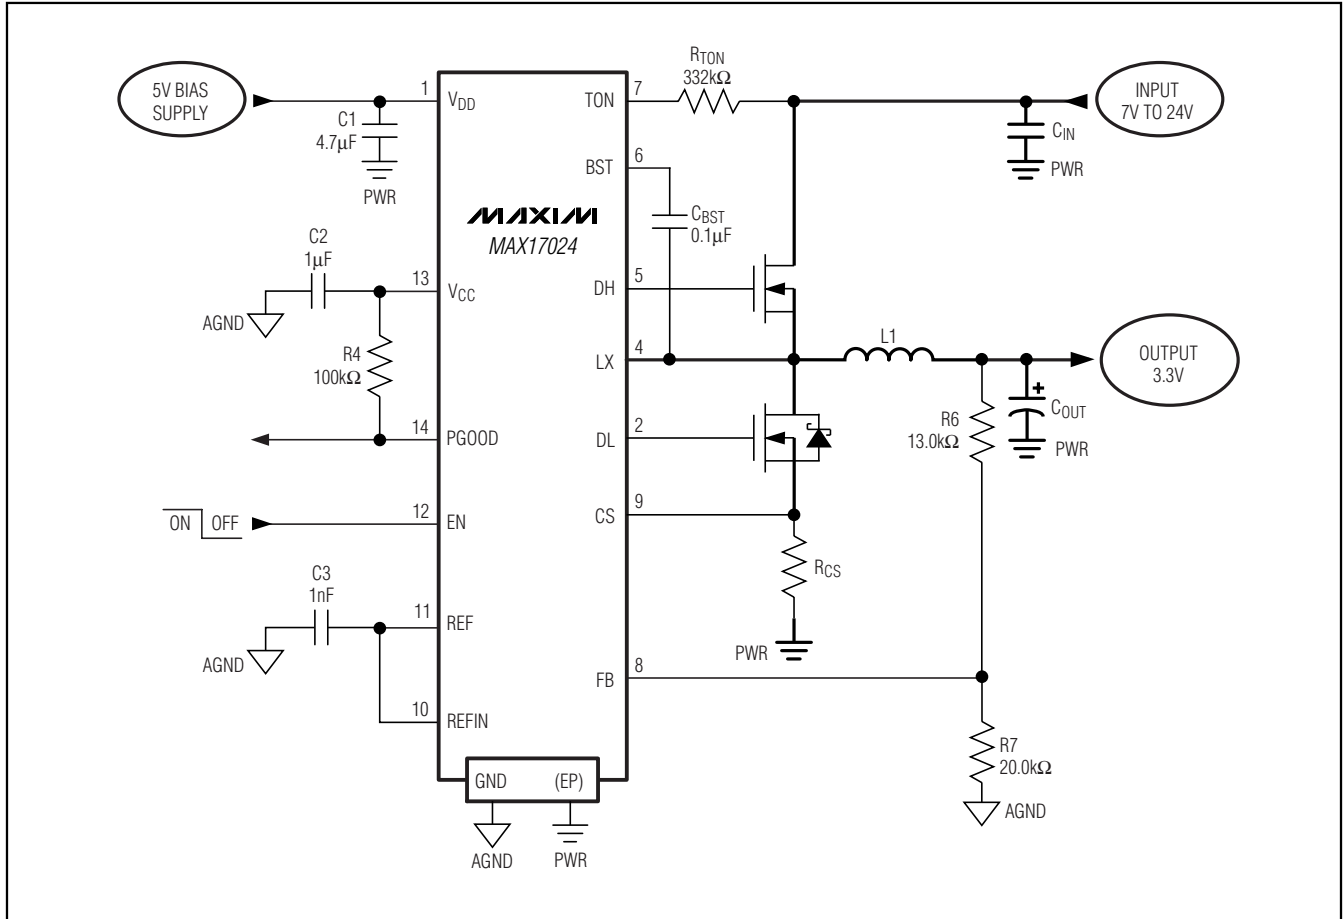 5V BIAS
SUPPLY
C1
4.7μF
PWR
1
VDD
C2
1μF
AGND
13
VCC
R4
100kΩ
14
PGOOD
ON OFF
12
EN
C3
1nF
AGND
11
REF
10
REFIN
MAXIM
MAX17024
GND (EP)
AGND
PWR
RTON
332kΩ
7
TON
INPUT
7V TO 24V
CIN
PWR
6
BST
CBST
0.1μF
5
DH
4
LX
L1
OUTPUT
3.3V
+
COUT
PWR
R6
13.0kΩ
2
DL
9
CS
RCS
PWR
8
FB
R7
20.0kΩ
AGND